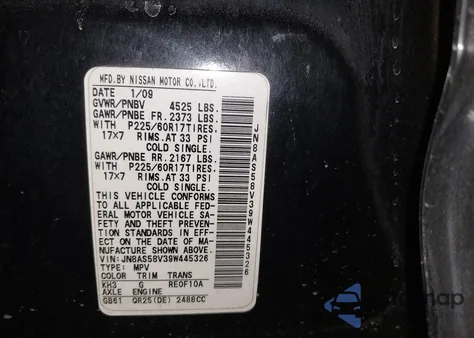 MFD.BY NISSAN MOTOR CO.,LTD.
DATE 1/09
GVWR/PNBV 4525 LBS.
GAWR/PNBE FR. 2373 LBS.
WITH P225/60R17TIRES.
17×7 RIMS.AT 33 PSI
COLD SINGLE.
GAWR/PNBE RR. 2167 LBS.
WITH P225/60R17TIRES.
17×7 RIMS.AT 33 PSI
COLD SINGLE.
THIS VEHICLE CONFORMS
TO ALL APPLICABLE FED-
ERAL MOTOR VEHICLE SA-
FETY AND THEFT PREVEN-
TION STANDARDS IN EFF-
ECT ON THE DATE OF MA-
NUFACTURE SHOWN ABOVE.
VIN: JN8AS58V39W445326
TYPE: MPV
COLOR TRIM TRANS
KH3 G RE0F10A
AXLE ENGINE
GB61 QR25(DE) 2488CC
JN8AS58V39W445326